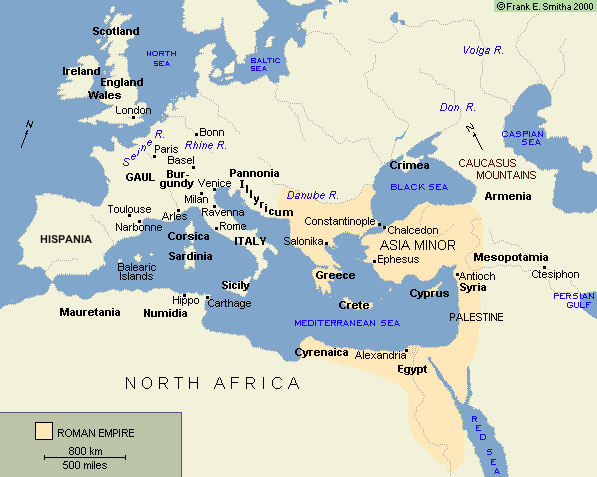 © Frank E. Smitha 2000
Scotland
NORTH
SEA
BALTIC
SEA
Volga R.
Ireland
England
Wales
London
Don R.
CASPIAN
SEA
N
N
Seine R.
Paris
Bonn
Rhine R.
Basel
GAUL
Bur-
gundy
Pannonia
Crimea
CAUCASUS
MOUNTAINS
Venice
Milan
Illyricum
Danube R.
BLACK SEA
Armenia
Toulouse
Narbonne
Arles
Ravenna
Rome
Constantinople
Chalcedon
HISPANIA
Corsica
ITALY
Salonika
ASIA MINOR
Sardinia
Ephesus
Mesopotamia
Balearic
Islands
Greece
Antioch
Ctesiphon
Sicily
Syria
Cyprus
PERSIAN
GULF
Hippo
Carthage
Crete
Mauretania
Numidia
MEDITERRANEAN SEA
PALESTINE
Cyrenaica
Alexandria
Egypt
NORTH AFRICA
RED SEA
ROMAN EMPIRE
800 km
500 miles